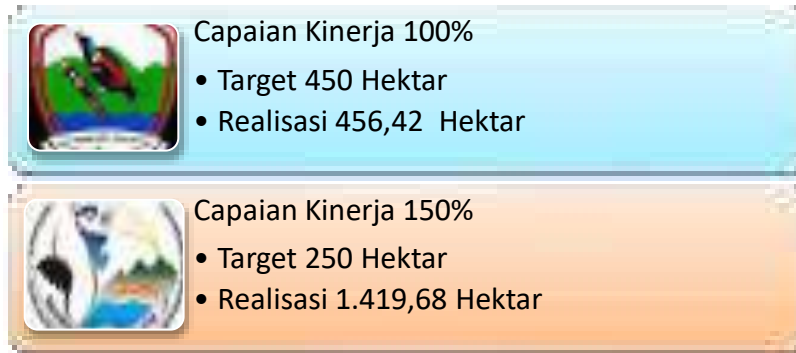 Capaian Kinerja 100%
• Target 450 Hektar
• Realisasi 456,42 Hektar
Capaian Kinerja 150%
• Target 250 Hektar
• Realisasi 1.419,68 Hektar